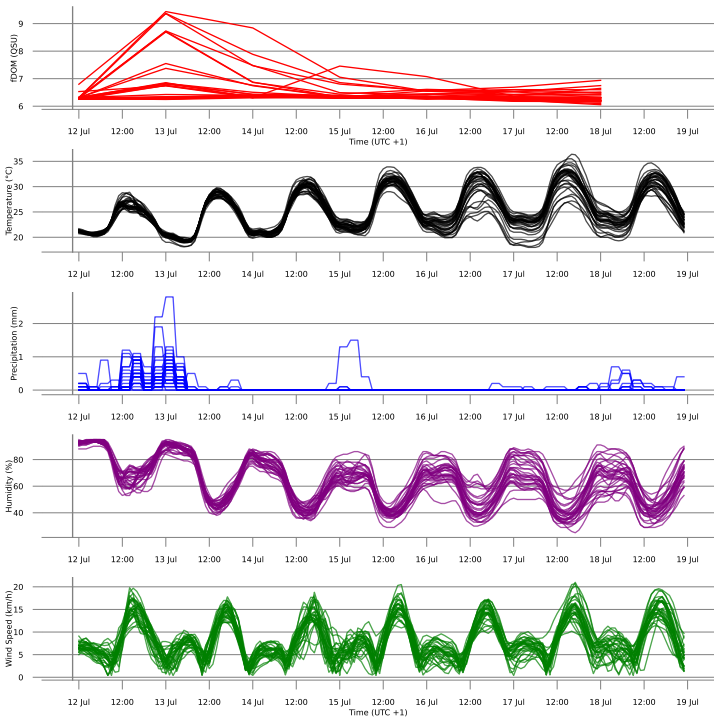 9
8
7
6
fDOM (QSU)
12 Jul 12:00 13 Jul 12:00 14 Jul 12:00 15 Jul 12:00 16 Jul 12:00 17 Jul 12:00 18 Jul 12:00 19 Jul
Time (UTC +1)
35
30
25
20
Temperature (°C)
12 Jul 12:00 13 Jul 12:00 14 Jul 12:00 15 Jul 12:00 16 Jul 12:00 17 Jul 12:00 18 Jul 12:00 19 Jul
2
1
0
Precipitation (mm)
12 Jul 12:00 13 Jul 12:00 14 Jul 12:00 15 Jul 12:00 16 Jul 12:00 17 Jul 12:00 18 Jul 12:00 19 Jul
80
60
40
Humidity (%)
12 Jul 12:00 13 Jul 12:00 14 Jul 12:00 15 Jul 12:00 16 Jul 12:00 17 Jul 12:00 18 Jul 12:00 19 Jul
20
15
10
5
0
Wind Speed (km/h)
12 Jul 12:00 13 Jul 12:00 14 Jul 12:00 15 Jul 12:00 16 Jul 12:00 17 Jul 12:00 18 Jul 12:00 19 Jul
Time (UTC +1)